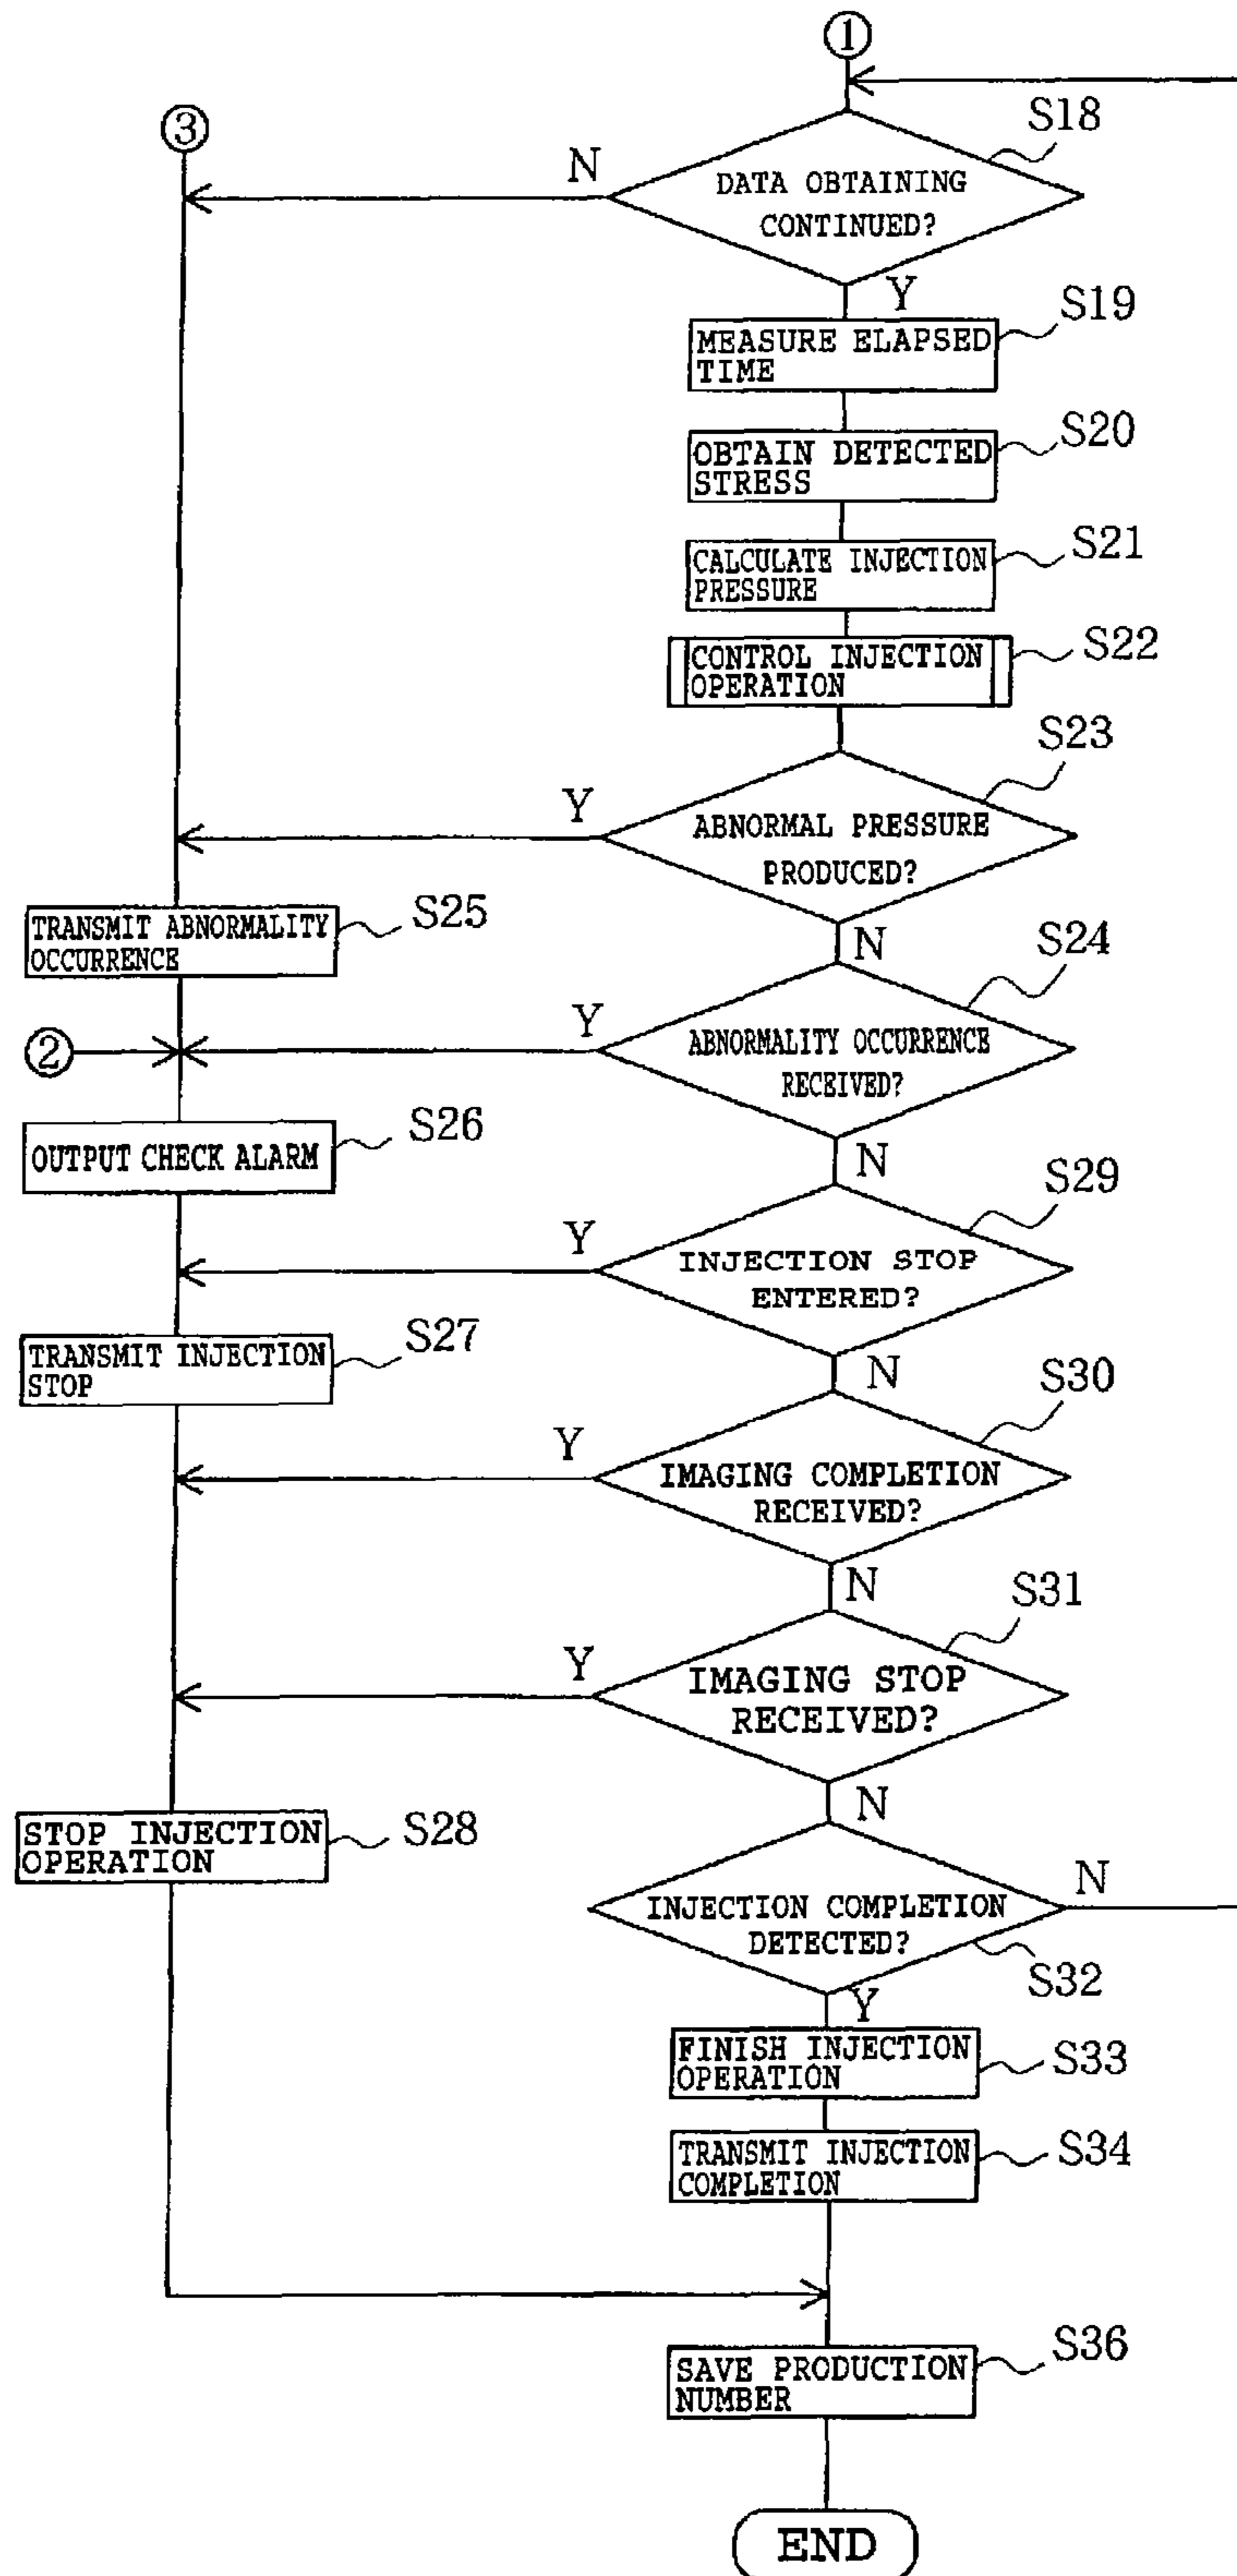 ①
③
S18
N
DATA OBTAINING
CONTINUED?
Y
S19
MEASURE ELAPSED
TIME
S20
OBTAIN DETECTED
STRESS
S21
CALCULATE INJECTION
PRESSURE
S22
CONTROL INJECTION
OPERATION
S23
Y
ABNORMAL PRESSURE
PRODUCED?
S25
TRANSMIT ABNORMALITY
OCCURRENCE
N
S24
②
Y
ABNORMALITY OCCURRENCE
RECEIVED?
S26
OUTPUT CHECK ALARM
N
S29
Y
INJECTION STOP
ENTERED?
S27
TRANSMIT INJECTION
STOP
N
S30
Y
IMAGING COMPLETION
RECEIVED?
N
S31
Y
IMAGING STOP
RECEIVED?
N
S28
STOP INJECTION
OPERATION
N
INJECTION COMPLETION
DETECTED?
S32
Y
FINISH INJECTION
OPERATION
S33
TRANSMIT INJECTION
COMPLETION
S34
S36
SAVE PRODUCTION
NUMBER
END